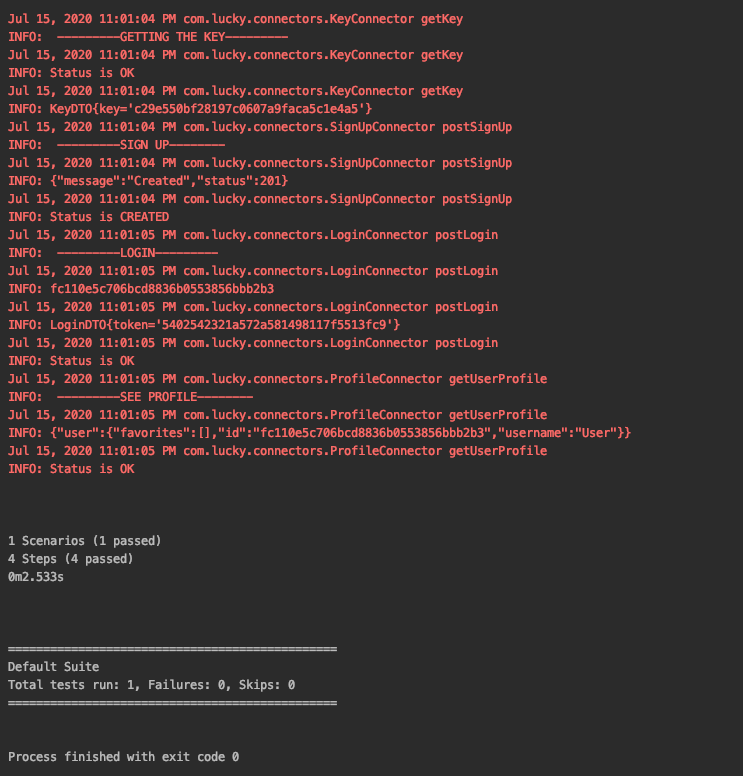 Jul 15, 2020 11:01:04 PM com.lucky.connectors.KeyConnector getKey
INFO:  —————————GETTING THE KEY—————————
Jul 15, 2020 11:01:04 PM com.lucky.connectors.KeyConnector getKey
INFO: Status is OK
Jul 15, 2020 11:01:04 PM com.lucky.connectors.KeyConnector getKey
INFO: KeyDTO{key='c29e550bf28197c0607a9faca5c1e4a5'}
Jul 15, 2020 11:01:04 PM com.lucky.connectors.SignUpConnector postSignUp
INFO:  —————————SIGN UP————————
Jul 15, 2020 11:01:04 PM com.lucky.connectors.SignUpConnector postSignUp
INFO: {"message":"Created","status":201}
Jul 15, 2020 11:01:04 PM com.lucky.connectors.SignUpConnector postSignUp
INFO: Status is CREATED
Jul 15, 2020 11:01:05 PM com.lucky.connectors.LoginConnector postLogin
INFO:  —————————LOGIN—————————
Jul 15, 2020 11:01:05 PM com.lucky.connectors.LoginConnector postLogin
INFO: fc110e5c706bcd8836b0553856bbb2b3
Jul 15, 2020 11:01:05 PM com.lucky.connectors.LoginConnector postLogin
INFO: LoginDTO{token='5402542321a572a581498117f5513fc9'}
Jul 15, 2020 11:01:05 PM com.lucky.connectors.LoginConnector postLogin
INFO: Status is OK
Jul 15, 2020 11:01:05 PM com.lucky.connectors.ProfileConnector getUserProfile
INFO:  —————————SEE PROFILE————————
Jul 15, 2020 11:01:05 PM com.lucky.connectors.ProfileConnector getUserProfile
INFO: {"user":{"favorites":[],"id":"fc110e5c706bcd8836b0553856bbb2b3","username":"User"}}
Jul 15, 2020 11:01:05 PM com.lucky.connectors.ProfileConnector getUserProfile
INFO: Status is OK
1 Scenarios (1 passed)
4 Steps (4 passed)
0m2.533s
===============================================
Default Suite
Total tests run: 1, Failures: 0, Skips: 0
===============================================
Process finished with exit code 0